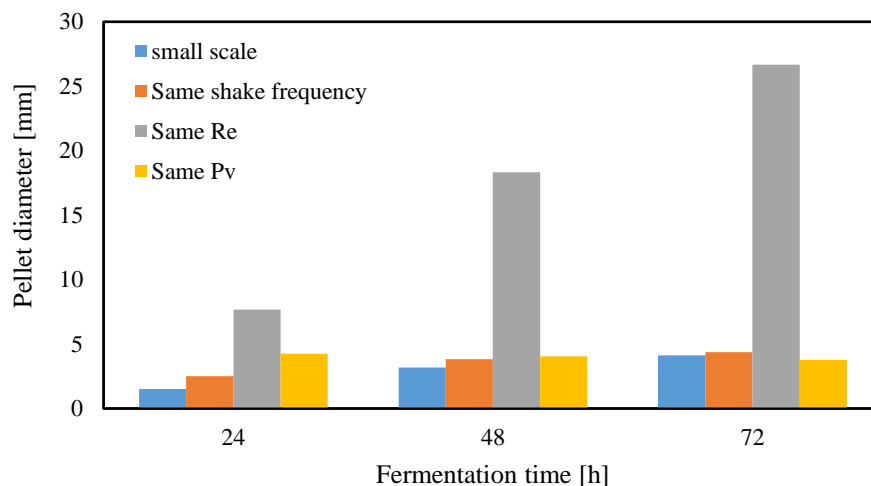 30
25
20
15
10
5
0
Pellet diameter [mm]
small scale
Same shake frequency
Same Re
Same Pv
24 48 72
Fermentation time [h]